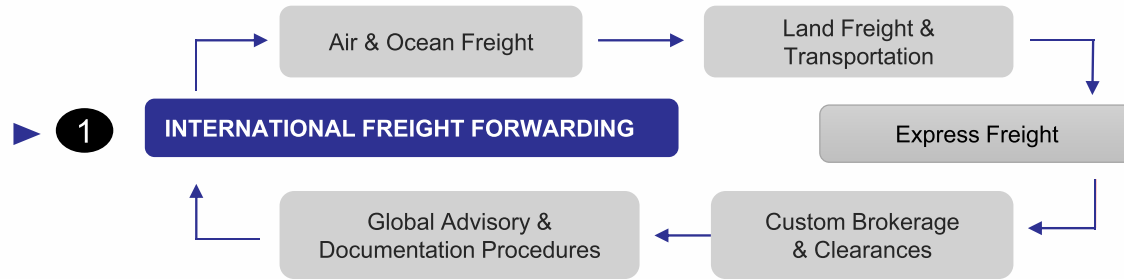 Air & Ocean Freight
Land Freight &
Transportation
1
INTERNATIONAL FREIGHT FORWARDING
Express Freight
Global Advisory &
Documentation Procedures
Custom Brokerage
& Clearances